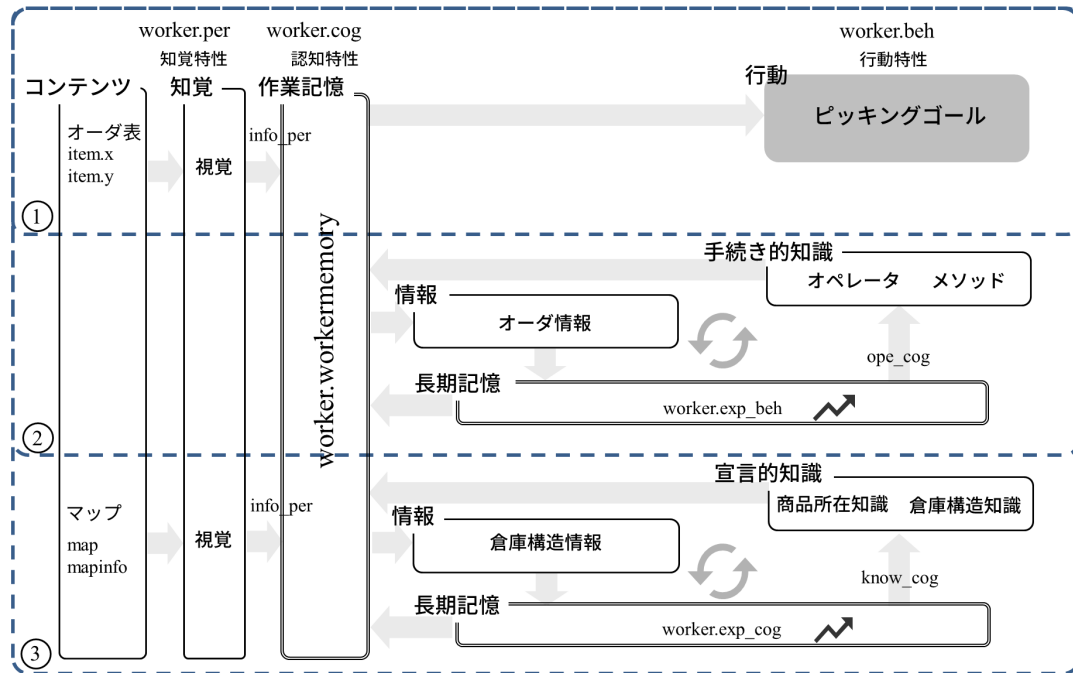 worker.per
知覚特性
worker.cog
認知特性
worker.beh
行動特性
コンテンツ
知覚
作業記憶
行動
ピッキングゴール
オーダ表
item.x
item.y
視覚
info_per
①
worker.workermemory
手続き的知識
オペレータ メソッド
情報
オーダ情報
ope_cog
長期記憶
worker.exp_beh
②
宣言的知識
商品所在知識 倉庫構造知識
マップ
map
mapinfo
視覚
info_per
情報
倉庫構造情報
know_cog
長期記憶
worker.exp_cog
③